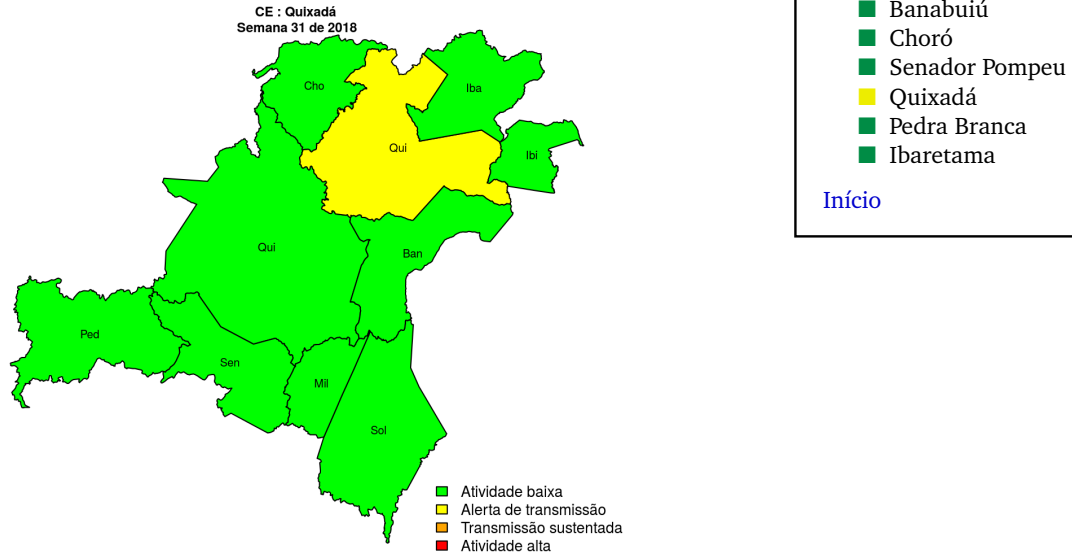 CE : Quixadá
Semana 31 de 2018
Cho
Iba
Qui
Ibi
Qui
Ban
Ped
Sen
Mil
Sol
Atividade baixa
Alerta de transmissão
Transmissão sustentada
Atividade alta
Banabuiú
Choró
Senador Pompeu
Quixadá
Pedra Branca
Ibaretama
Início